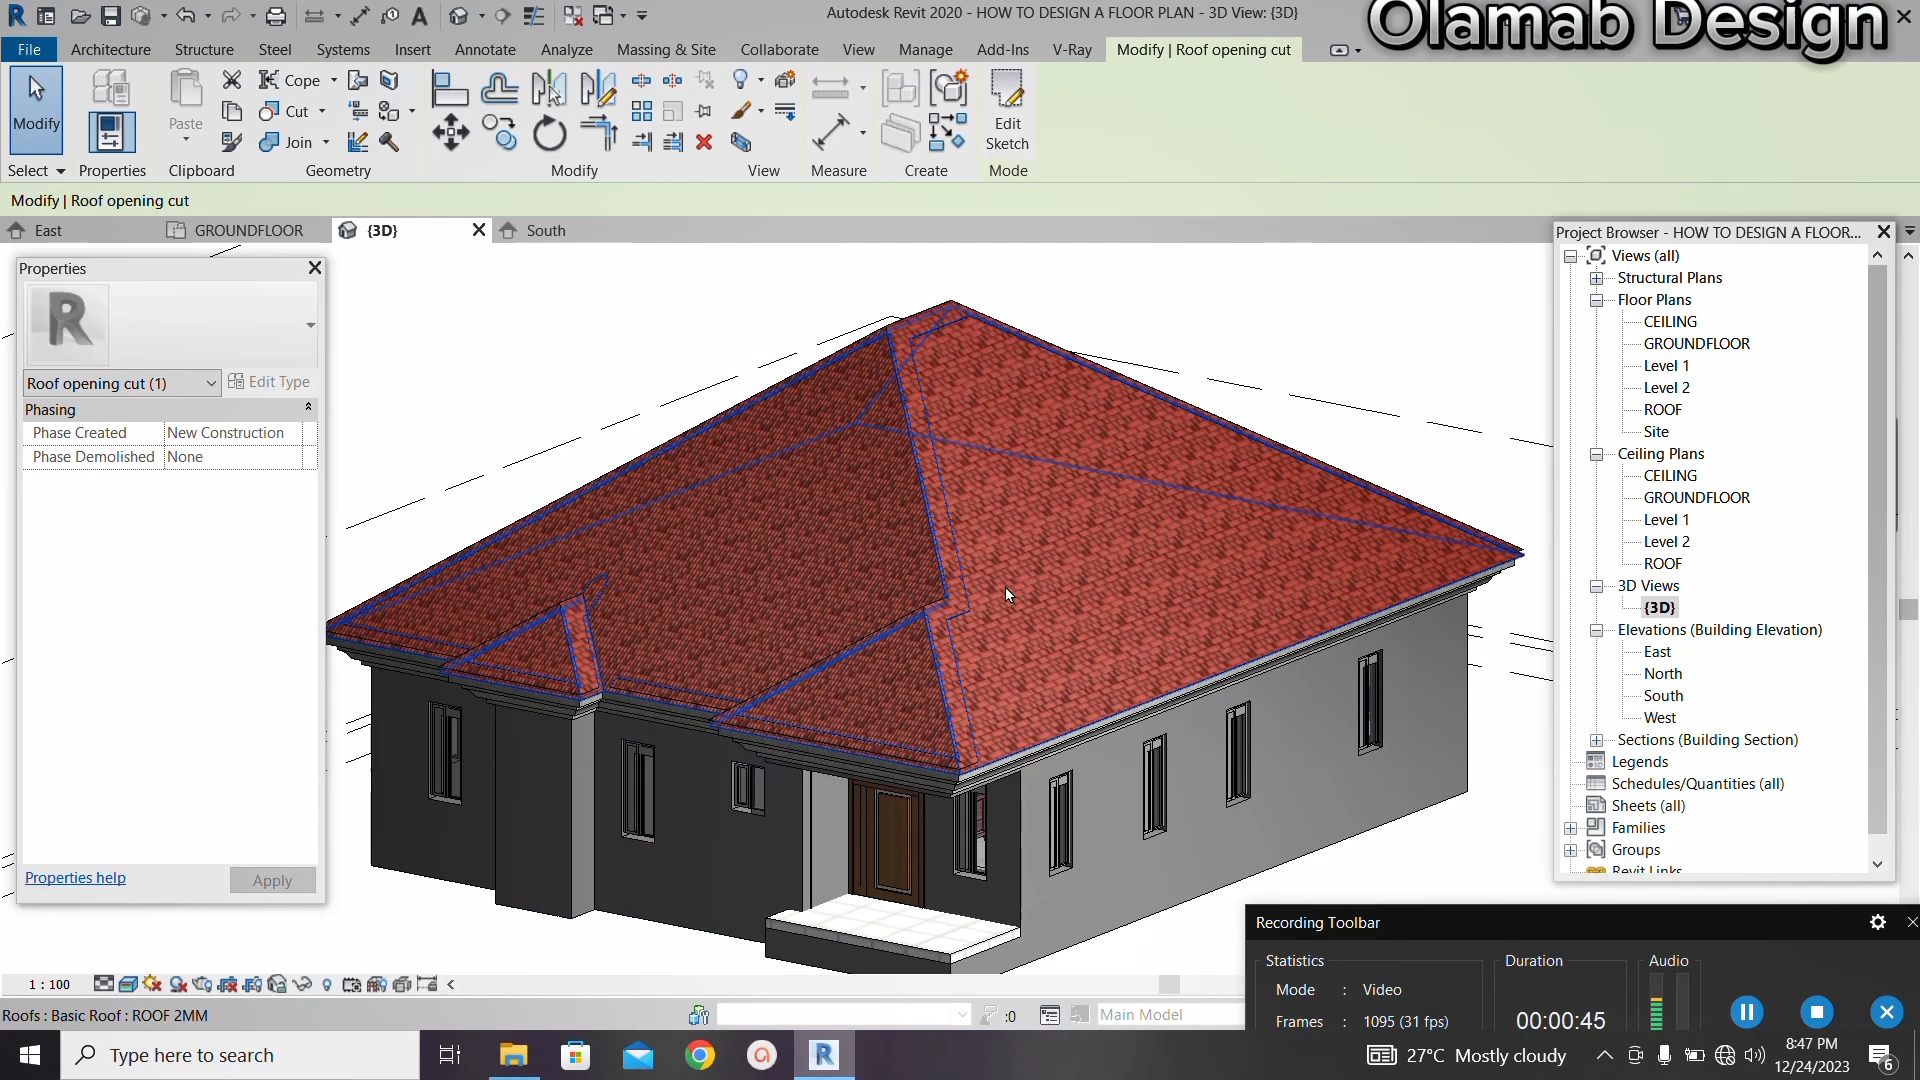 Autodesk Revit 2020 - HOW TO DESIGN A FLOOR PLAN - 3D View: {3D}
Olamab Design
File Architecture Structure Steel Systems Insert Annotate Analyze Massing & Site Collaborate View Manage Add-Ins V-Ray Modify | Roof opening cut
Modify
Paste
Cope
Cut
Join
Edit
Sketch
Select Properties Clipboard Geometry Modify View Measure Create Mode
Modify | Roof opening cut
East GROUNDFLOOR {3D} South
Properties
R
Roof opening cut (1) Edit Type
Phasing
Phase Created New Construction
Phase Demolished None
Properties help Apply
Project Browser - HOW TO DESIGN A FLOOR...
Views (all)
Structural Plans
Floor Plans
CEILING
GROUNDFLOOR
Level 1
Level 2
ROOF
Site
Ceiling Plans
CEILING
GROUNDFLOOR
Level 1
Level 2
ROOF
3D Views
{3D}
Elevations (Building Elevation)
East
North
South
West
Sections (Building Section)
Legends
Schedules/Quantities (all)
Sheets (all)
Families
Groups
Revit Links
Recording Toolbar
Statistics Duration Audio
Mode : Video
Frames : 1095 (31 fps) 00:00:45
1 : 100
Roofs : Basic Roof : ROOF 2MM :0 Main Model
Type here to search
27°C Mostly cloudy
8:47 PM
12/24/2023
6